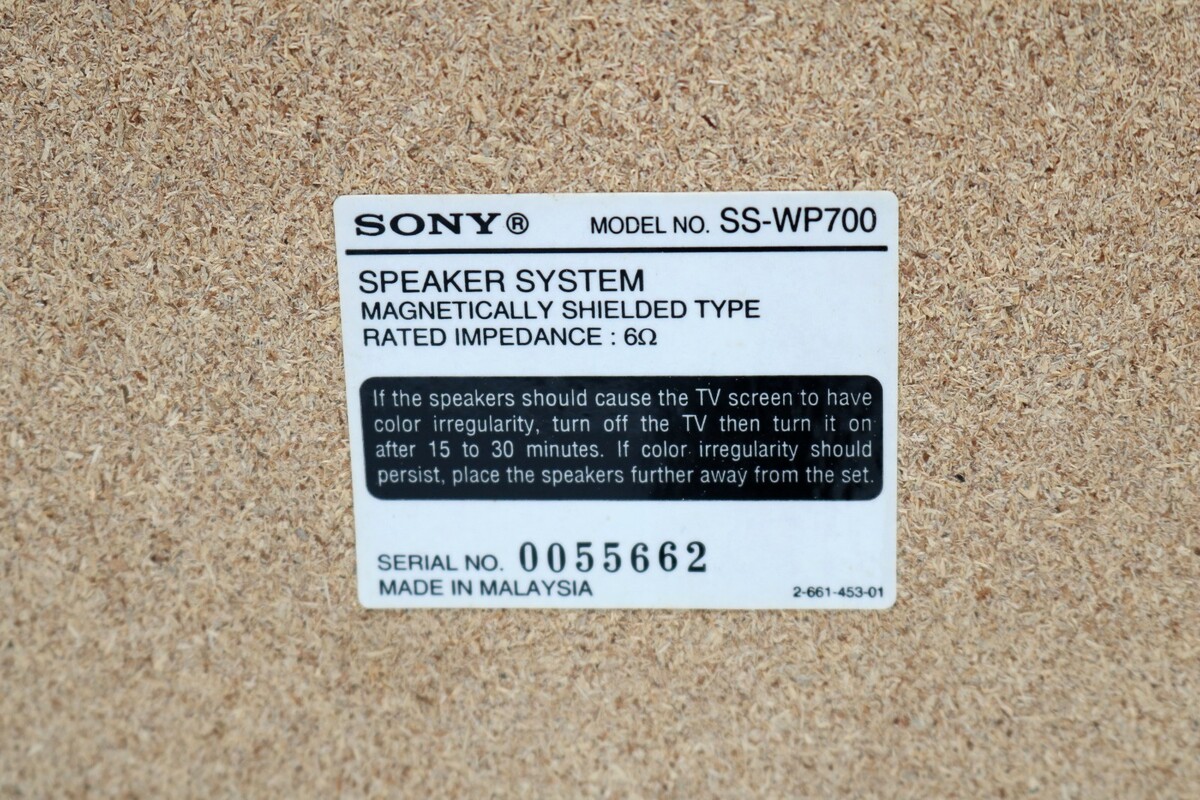 SONY® MODEL NO. SS-WP700
SPEAKER SYSTEM
MAGNETICALLY SHIELDED TYPE
RATED IMPEDANCE : 6Ω
If the speakers should cause the TV screen to have
color irregularity, turn off the TV then turn it on
after 15 to 30 minutes. If color irregularity should
persist, place the speakers further away from the set.
SERIAL NO. 0055662
MADE IN MALAYSIA 2-661-453-01